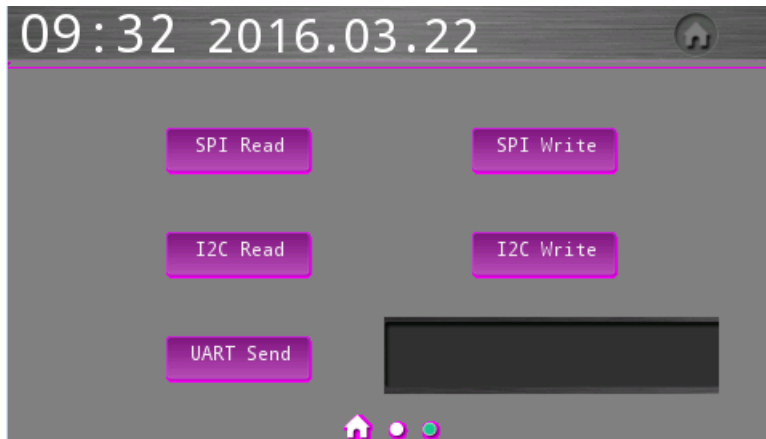 09:32 2016.03.22
SPI Read SPI Write
I2C Read I2C Write
UART Send